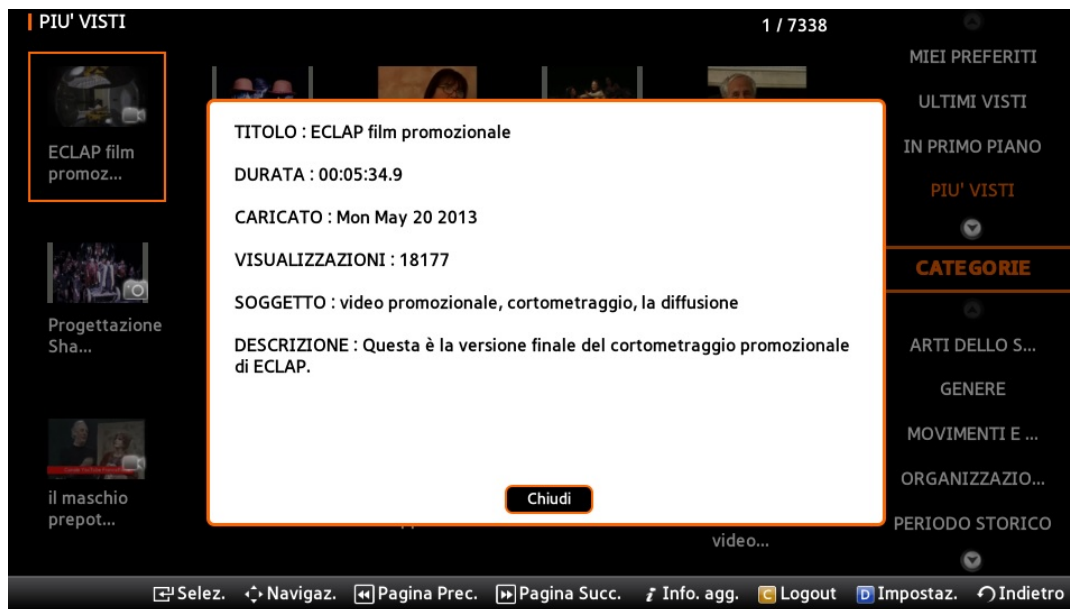 PIU' VISTI
1 / 7338
ECLAP film
promoz...
Progettazione
Sha...
il maschio
prepot...
video...
TITOLO : ECLAP film promozionale
DURATA : 00:05:34.9
CARICATO : Mon May 20 2013
VISUALIZZAZIONI : 18177
SOGGETTO : video promozionale, cortometraggio, la diffusione
DESCRIZIONE : Questa è la versione finale del cortometraggio promozionale
di ECLAP.
Chiudi
MIEI PREFERITI
ULTIMI VISTI
IN PRIMO PIANO
PIU' VISTI
CATEGORIE
ARTI DELLO S...
GENERE
MOVIMENTI E ...
ORGANIZZAZIO...
PERIODO STORICO
Selez. Navigaz. Pagina Prec. Pagina Succ. i Info. agg. C Logout D Impostaz. Indietro